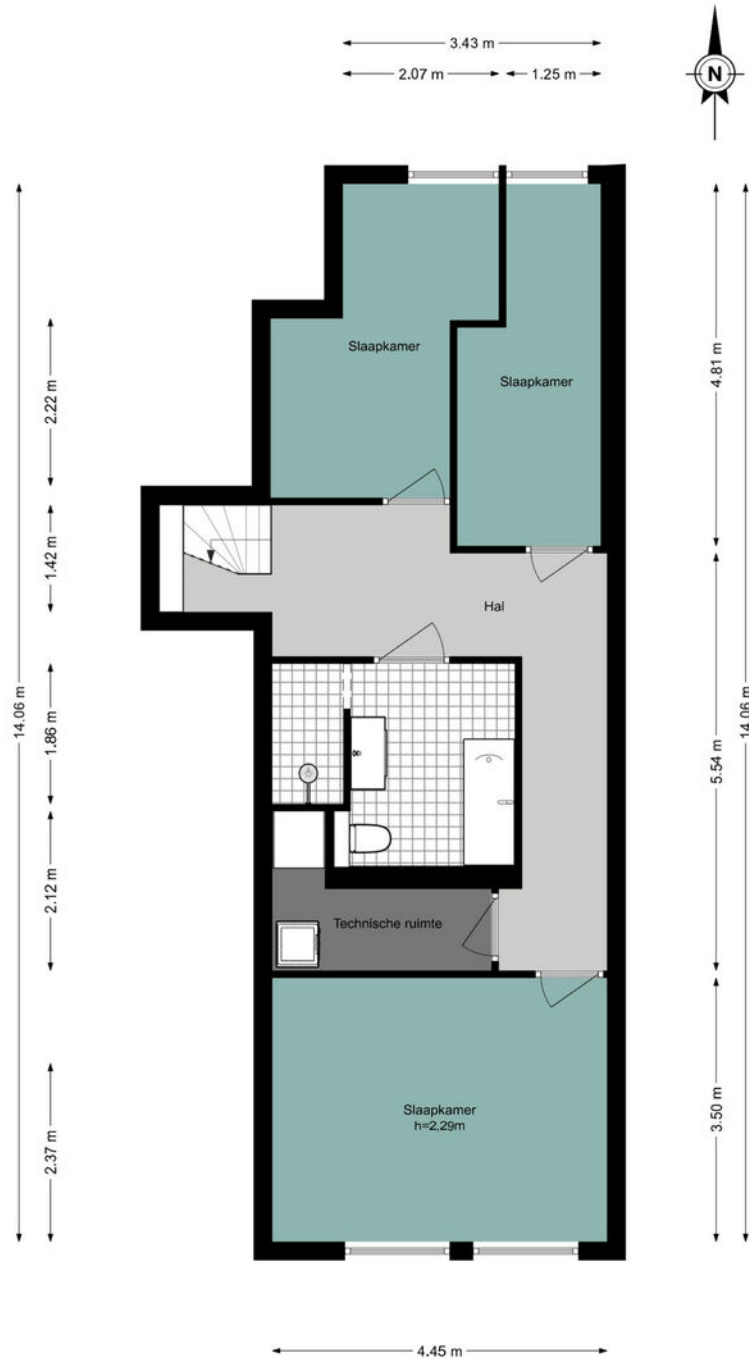 3.43 m
2.07 m
1.25 m
N
Slaapkamer
Slaapkamer
4.81 m
2.22 m
1.42 m
Hal
14.06 m
14.06 m
1.86 m
5.54 m
2.12 m
Technische ruimte
Slaapkamer
h=2,29m
3.50 m
2.37 m
4.45 m